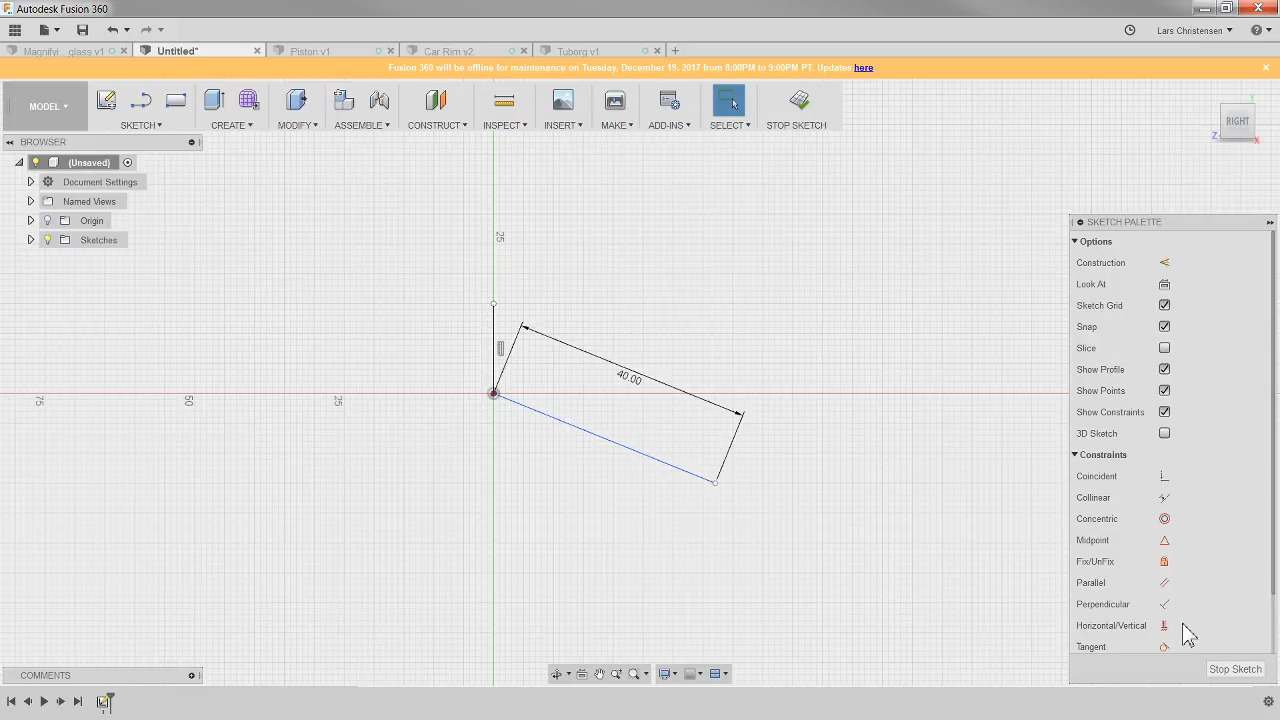 Autodesk Fusion 360
Lars Christensen
Magnifyi... glass v1
Untitled*
Piston v1
Car Rim v2
Tuborg v1
Fusion 360 will be offline for maintenance on Tuesday, December 19, 2017 from 8:00PM to 9:00PM PT. Updates here
MODEL
SKETCH
CREATE
MODIFY
ASSEMBLE
CONSTRUCT
INSPECT
INSERT
MAKE
ADD-INS
SELECT
STOP SKETCH
RIGHT
Y
Z
X
BROWSER
(Unsaved)
Document Settings
Named Views
Origin
Sketches
25
40.00
75
50
25
SKETCH PALETTE
Options
Construction
Look At
Sketch Grid
Snap
Slice
Show Profile
Show Points
Show Constraints
3D Sketch
Constraints
Coincident
Collinear
Concentric
Midpoint
Fix/UnFix
Parallel
Perpendicular
Horizontal/Vertical
Tangent
Stop Sketch
COMMENTS